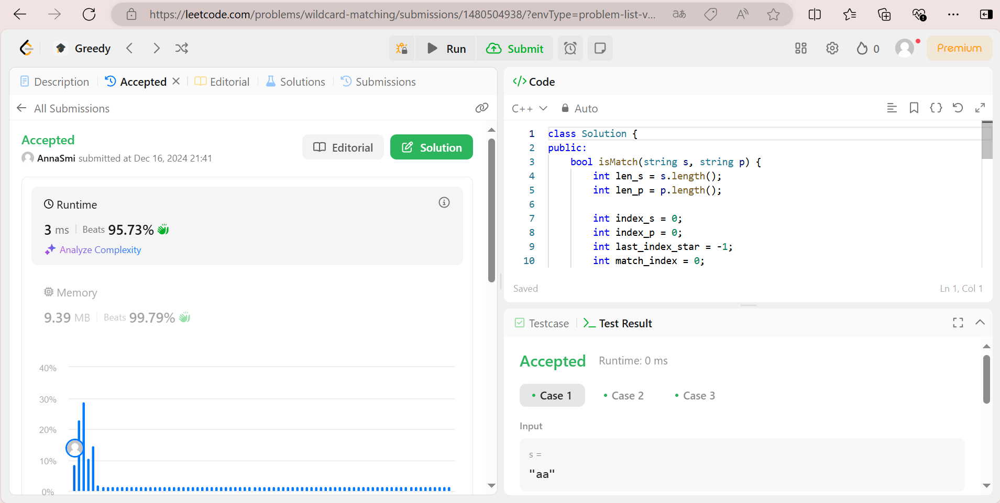 https://leetcode.com/problems/wildcard-matching/submissions/1480504938/?envType=problem-list-v...
Greedy
Run
Submit
0
Premium
Description
Accepted
Editorial
Solutions
Submissions
All Submissions
Accepted
AnnaSmi submitted at Dec 16, 2024 21:41
Editorial
Solution
Runtime
3 ms
Beats 95.73%
Analyze Complexity
Memory
9.39 MB
Beats 99.79%
40%
30%
20%
10%
0%
</> Code
C++
Auto
1 class Solution {
2 public:
3     bool isMatch(string s, string p) {
4         int len_s = s.length();
5         int len_p = p.length();
6
7         int index_s = 0;
8         int index_p = 0;
9         int last_index_star = -1;
10         int match_index = 0;
Saved
Ln 1, Col 1
Testcase
Test Result
Accepted
Runtime: 0 ms
Case 1
Case 2
Case 3
Input
s =
"aa"